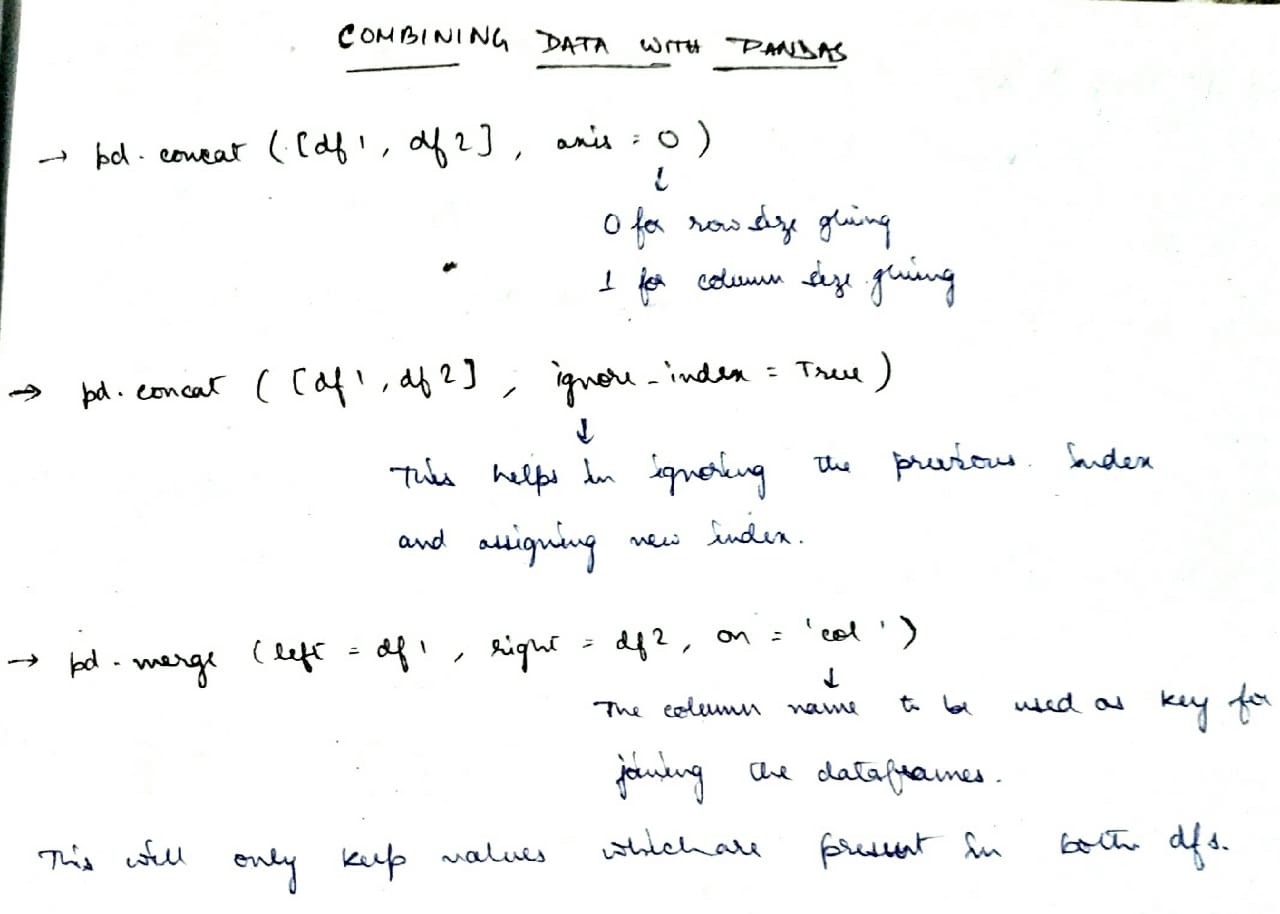 COMBINING DATA WITH PANDAS
→ pd.concat ([df1, df2], axis = 0)
↓
0 for row size gluing
1 for column size gluing
→ pd.concat ([df1, df2], ignore_index = True)
↓
This helps in ignoring the previous index
and assigning new index.
→ pd.merge (left = df1, right = df2, on = 'col')
↓
The column name to be used as key for
joining the dataframes.
This will only keep values which are present in both dfs.